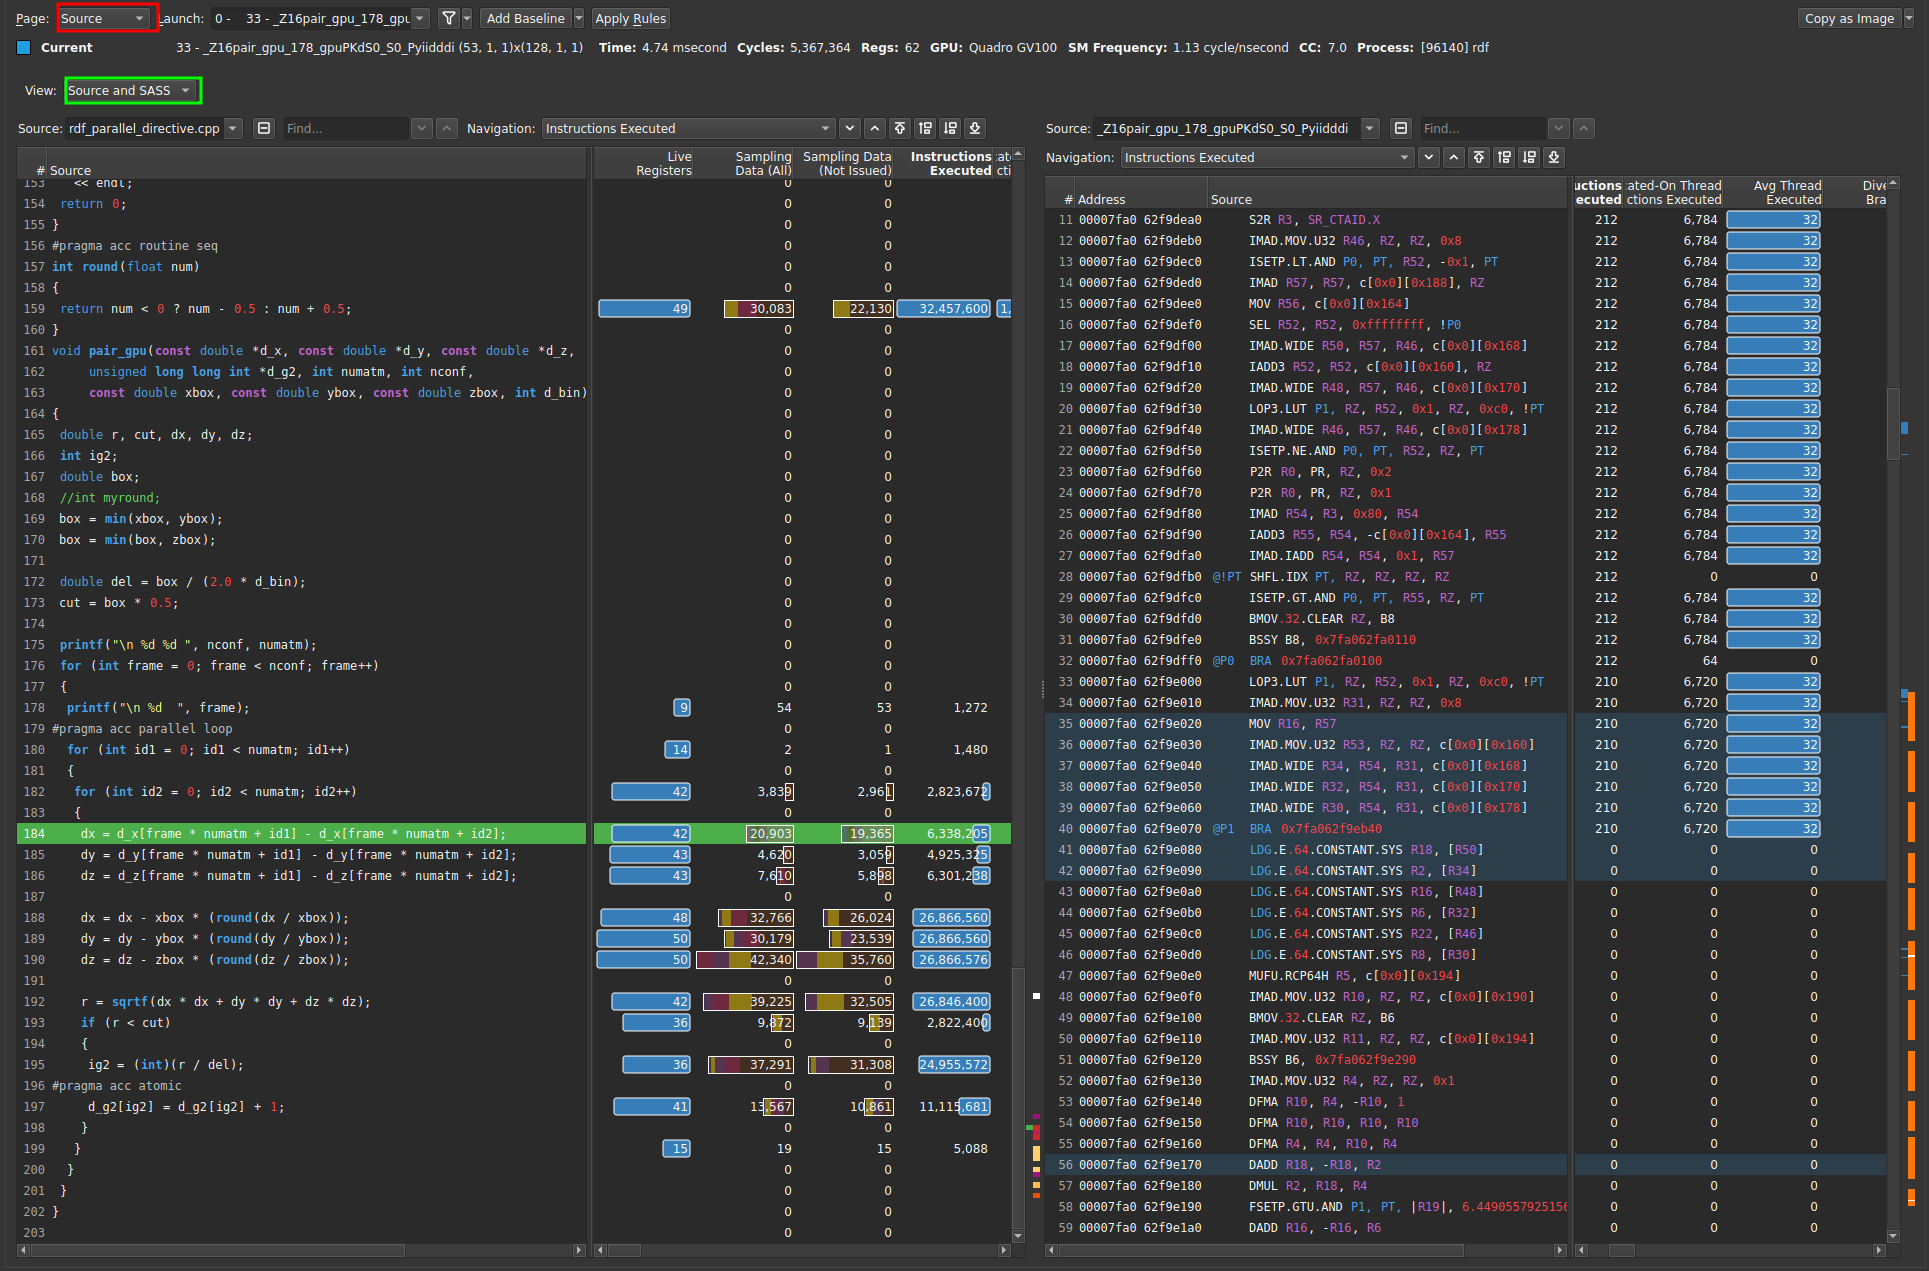 Page: Source Launch: 0 - 33 - _Z16pair_gpu_178_gpu Add Baseline Apply Rules Copy as Image
Current 33 - _Z16pair_gpu_178_gpuPKdS0_S0_Pyiidddi (53, 1, 1)x(128, 1, 1) Time: 4.74 msecond Cycles: 5,367,364 Regs: 62 GPU: Quadro GV100 SM Frequency: 1.13 cycle/nsecond CC: 7.0 Process: [96140] rdf
View: Source and SASS
Source: rdf_parallel_directive.cpp Find... Navigation: Instructions Executed
# Source Live Registers Sampling Data (All) Sampling Data (Not Issued) Instructions Executed
153 << endl; 0 0
154 return 0; 0 0
155 } 0 0
156 #pragma acc routine seq 0 0
157 int round(float num) 0 0
158 { 0 0
159 return num < 0 ? num - 0.5 : num + 0.5; 49 30,083 22,130 32,457,600 1,
160 } 0 0
161 void pair_gpu(const double *d_x, const double *d_y, const double *d_z, 0 0
162 unsigned long long int *d_g2, int numatm, int nconf, 0 0
163 const double xbox, const double ybox, const double zbox, int d_bin) 0 0
164 { 0 0
165 double r, cut, dx, dy, dz; 0 0
166 int ig2; 0 0
167 double box; 0 0
168 //int myround; 0 0
169 box = min(xbox, ybox); 0 0
170 box = min(box, zbox); 0 0
171 0 0
172 double del = box / (2.0 * d_bin); 0 0
173 cut = box * 0.5; 0 0
174 0 0
175 printf("\n %d %d ", nconf, numatm); 0 0
176 for (int frame = 0; frame < nconf; frame++) 0 0
177 { 0 0
178 printf("\n %d  ", frame); 9 54 53 1,272
179 #pragma acc parallel loop 0 0
180 for (int id1 = 0; id1 < numatm; id1++) 14 2 1 1,480
181 { 0 0
182 for (int id2 = 0; id2 < numatm; id2++) 42 3,839 2,961 2,823,672
183 { 0 0
184 dx = d_x[frame * numatm + id1] - d_x[frame * numatm + id2]; 42 20,903 19,365 6,338,205
185 dy = d_y[frame * numatm + id1] - d_y[frame * numatm + id2]; 43 4,620 3,059 4,925,325
186 dz = d_z[frame * numatm + id1] - d_z[frame * numatm + id2]; 43 7,610 5,898 6,301,238
187 0 0
188 dx = dx - xbox * (round(dx / xbox)); 48 32,766 26,024 26,866,560
189 dy = dy - ybox * (round(dy / ybox)); 50 30,179 23,539 26,866,560
190 dz = dz - zbox * (round(dz / zbox)); 50 42,340 35,760 26,866,576
191 0 0
192 r = sqrtf(dx * dx + dy * dy + dz * dz); 42 39,225 32,505 26,846,400
193 if (r < cut) 36 9,872 9,139 2,822,400
194 { 0 0
195 ig2 = (int)(r / del); 36 37,291 31,308 24,955,572
196 #pragma acc atomic 0 0
197 d_g2[ig2] = d_g2[ig2] + 1; 41 13,567 10,861 11,115,681
198 } 0 0
199 } 15 19 15 5,088
200 } 0 0
201 } 0 0
202 } 0 0
203 0 0
Source: _Z16pair_gpu_178_gpuPKdS0_S0_Pyiidddi Find...
Navigation: Instructions Executed
# Address Source uctions ecuted ated-On Thread ctions Executed Avg Thread Executed Dive Bra
11 00007fa0 62f9dea0 S2R R3, SR_CTAID.X 212 6,784 32
12 00007fa0 62f9deb0 IMAD.MOV.U32 R46, RZ, RZ, 0x8 212 6,784 32
13 00007fa0 62f9dec0 ISETP.LT.AND P0, PT, R52, -0x1, PT 212 6,784 32
14 00007fa0 62f9ded0 IMAD R57, R57, c[0x0][0x188], RZ 212 6,784 32
15 00007fa0 62f9dee0 MOV R56, c[0x0][0x164] 212 6,784 32
16 00007fa0 62f9def0 SEL R52, R52, 0xffffffff, !P0 212 6,784 32
17 00007fa0 62f9df00 IMAD.WIDE R50, R57, R46, c[0x0][0x168] 212 6,784 32
18 00007fa0 62f9df10 IADD3 R52, R52, c[0x0][0x160], RZ 212 6,784 32
19 00007fa0 62f9df20 IMAD.WIDE R48, R57, R46, c[0x0][0x170] 212 6,784 32
20 00007fa0 62f9df30 LOP3.LUT P1, RZ, R52, 0x1, RZ, 0xc0, !PT 212 6,784 32
21 00007fa0 62f9df40 IMAD.WIDE R46, R57, R46, c[0x0][0x178] 212 6,784 32
22 00007fa0 62f9df50 ISETP.NE.AND P0, PT, R52, RZ, PT 212 6,784 32
23 00007fa0 62f9df60 P2R R0, PR, RZ, 0x2 212 6,784 32
24 00007fa0 62f9df70 P2R R0, PR, RZ, 0x1 212 6,784 32
25 00007fa0 62f9df80 IMAD R54, R3, 0x80, R54 212 6,784 32
26 00007fa0 62f9df90 IADD3 R55, R54, -c[0x0][0x164], R55 212 6,784 32
27 00007fa0 62f9dfa0 IMAD.IADD R54, R54, 0x1, R57 212 6,784 32
28 00007fa0 62f9dfb0 @!PT SHFL.IDX PT, RZ, RZ, RZ, RZ 212 0 0
29 00007fa0 62f9dfc0 ISETP.GT.AND P0, PT, R55, RZ, PT 212 6,784 32
30 00007fa0 62f9dfd0 BMOV.32.CLEAR RZ, B8 212 6,784 32
31 00007fa0 62f9dfe0 BSSY B8, 0x7fa062fa0110 212 6,784 32
32 00007fa0 62f9dff0 @P0 BRA 0x7fa062fa0100 212 64 0
33 00007fa0 62f9e000 LOP3.LUT P1, RZ, R52, 0x1, RZ, 0xc0, !PT 210 6,720 32
34 00007fa0 62f9e010 IMAD.MOV.U32 R31, RZ, RZ, 0x8 210 6,720 32
35 00007fa0 62f9e020 MOV R16, R57 210 6,720 32
36 00007fa0 62f9e030 IMAD.MOV.U32 R53, RZ, RZ, c[0x0][0x160] 210 6,720 32
37 00007fa0 62f9e040 IMAD.WIDE R34, R54, R31, c[0x0][0x168] 210 6,720 32
38 00007fa0 62f9e050 IMAD.WIDE R32, R54, R31, c[0x0][0x170] 210 6,720 32
39 00007fa0 62f9e060 IMAD.WIDE R30, R54, R31, c[0x0][0x178] 210 6,720 32
40 00007fa0 62f9e070 @P1 BRA 0x7fa062f9eb40 210 6,720 32
41 00007fa0 62f9e080 LDG.E.64.CONSTANT.SYS R18, [R50] 0 0 0
42 00007fa0 62f9e090 LDG.E.64.CONSTANT.SYS R2, [R34] 0 0 0
43 00007fa0 62f9e0a0 LDG.E.64.CONSTANT.SYS R16, [R48] 0 0 0
44 00007fa0 62f9e0b0 LDG.E.64.CONSTANT.SYS R6, [R32] 0 0 0
45 00007fa0 62f9e0c0 LDG.E.64.CONSTANT.SYS R22, [R46] 0 0 0
46 00007fa0 62f9e0d0 LDG.E.64.CONSTANT.SYS R8, [R30] 0 0 0
47 00007fa0 62f9e0e0 MUFU.RCP64H R5, c[0x0][0x194] 0 0 0
48 00007fa0 62f9e0f0 IMAD.MOV.U32 R10, RZ, RZ, c[0x0][0x190] 0 0 0
49 00007fa0 62f9e100 BMOV.32.CLEAR RZ, B6 0 0 0
50 00007fa0 62f9e110 IMAD.MOV.U32 R11, RZ, RZ, c[0x0][0x194] 0 0 0
51 00007fa0 62f9e120 BSSY B6, 0x7fa062f9e290 0 0 0
52 00007fa0 62f9e130 IMAD.MOV.U32 R4, RZ, RZ, 0x1 0 0 0
53 00007fa0 62f9e140 DFMA R10, R4, -R10, 1 0 0 0
54 00007fa0 62f9e150 DFMA R10, R10, R10, R10 0 0 0
55 00007fa0 62f9e160 DFMA R4, R4, R10, R4 0 0 0
56 00007fa0 62f9e170 DADD R18, -R18, R2 0 0 0
57 00007fa0 62f9e180 DMUL R2, R18, R4 0 0 0
58 00007fa0 62f9e190 FSETP.GTU.AND P1, PT, |R19|, 6.4490557925156 0 0 0
59 00007fa0 62f9e1a0 DADD R16, -R16, R6 0 0 0